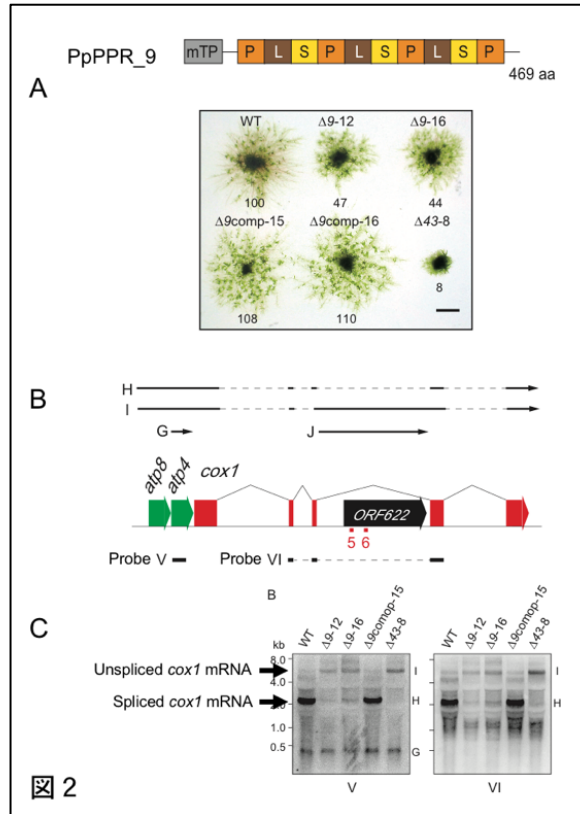 PpPPR_9
mTP P L S P L S P L S P
469 aa
A
WT Δ9-12 Δ9-16
100 47 44
Δ9comp-15 Δ9comp-16 Δ43-8
108 110 8
B
H
I
G J
atp8 atp4 cox1
ORF622
5 6
Probe V Probe VI
C
B
WT Δ9-12 Δ9-16 Δ9comop-15 Δ43-8 WT Δ9-12 Δ9-16 Δ9comop-15 Δ43-8
kb
8.0
Unspliced cox1 mRNA I I
4.0
Spliced cox1 mRNA H H
2.0
1.0
0.5 G
V VI
図 2